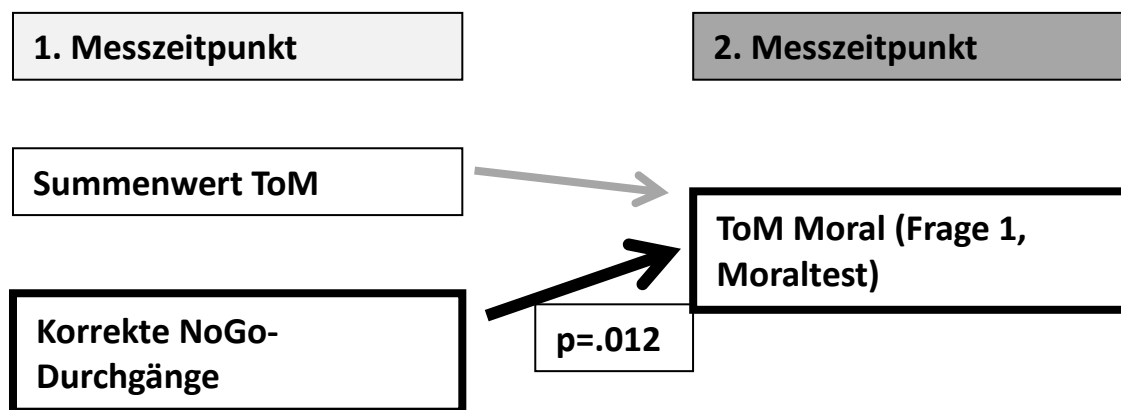 1. Messzeitpunkt
2. Messzeitpunkt
Summenwert ToM
ToM Moral (Frage 1,
Moraltest)
Korrekte NoGo-
Durchgänge
p=.012